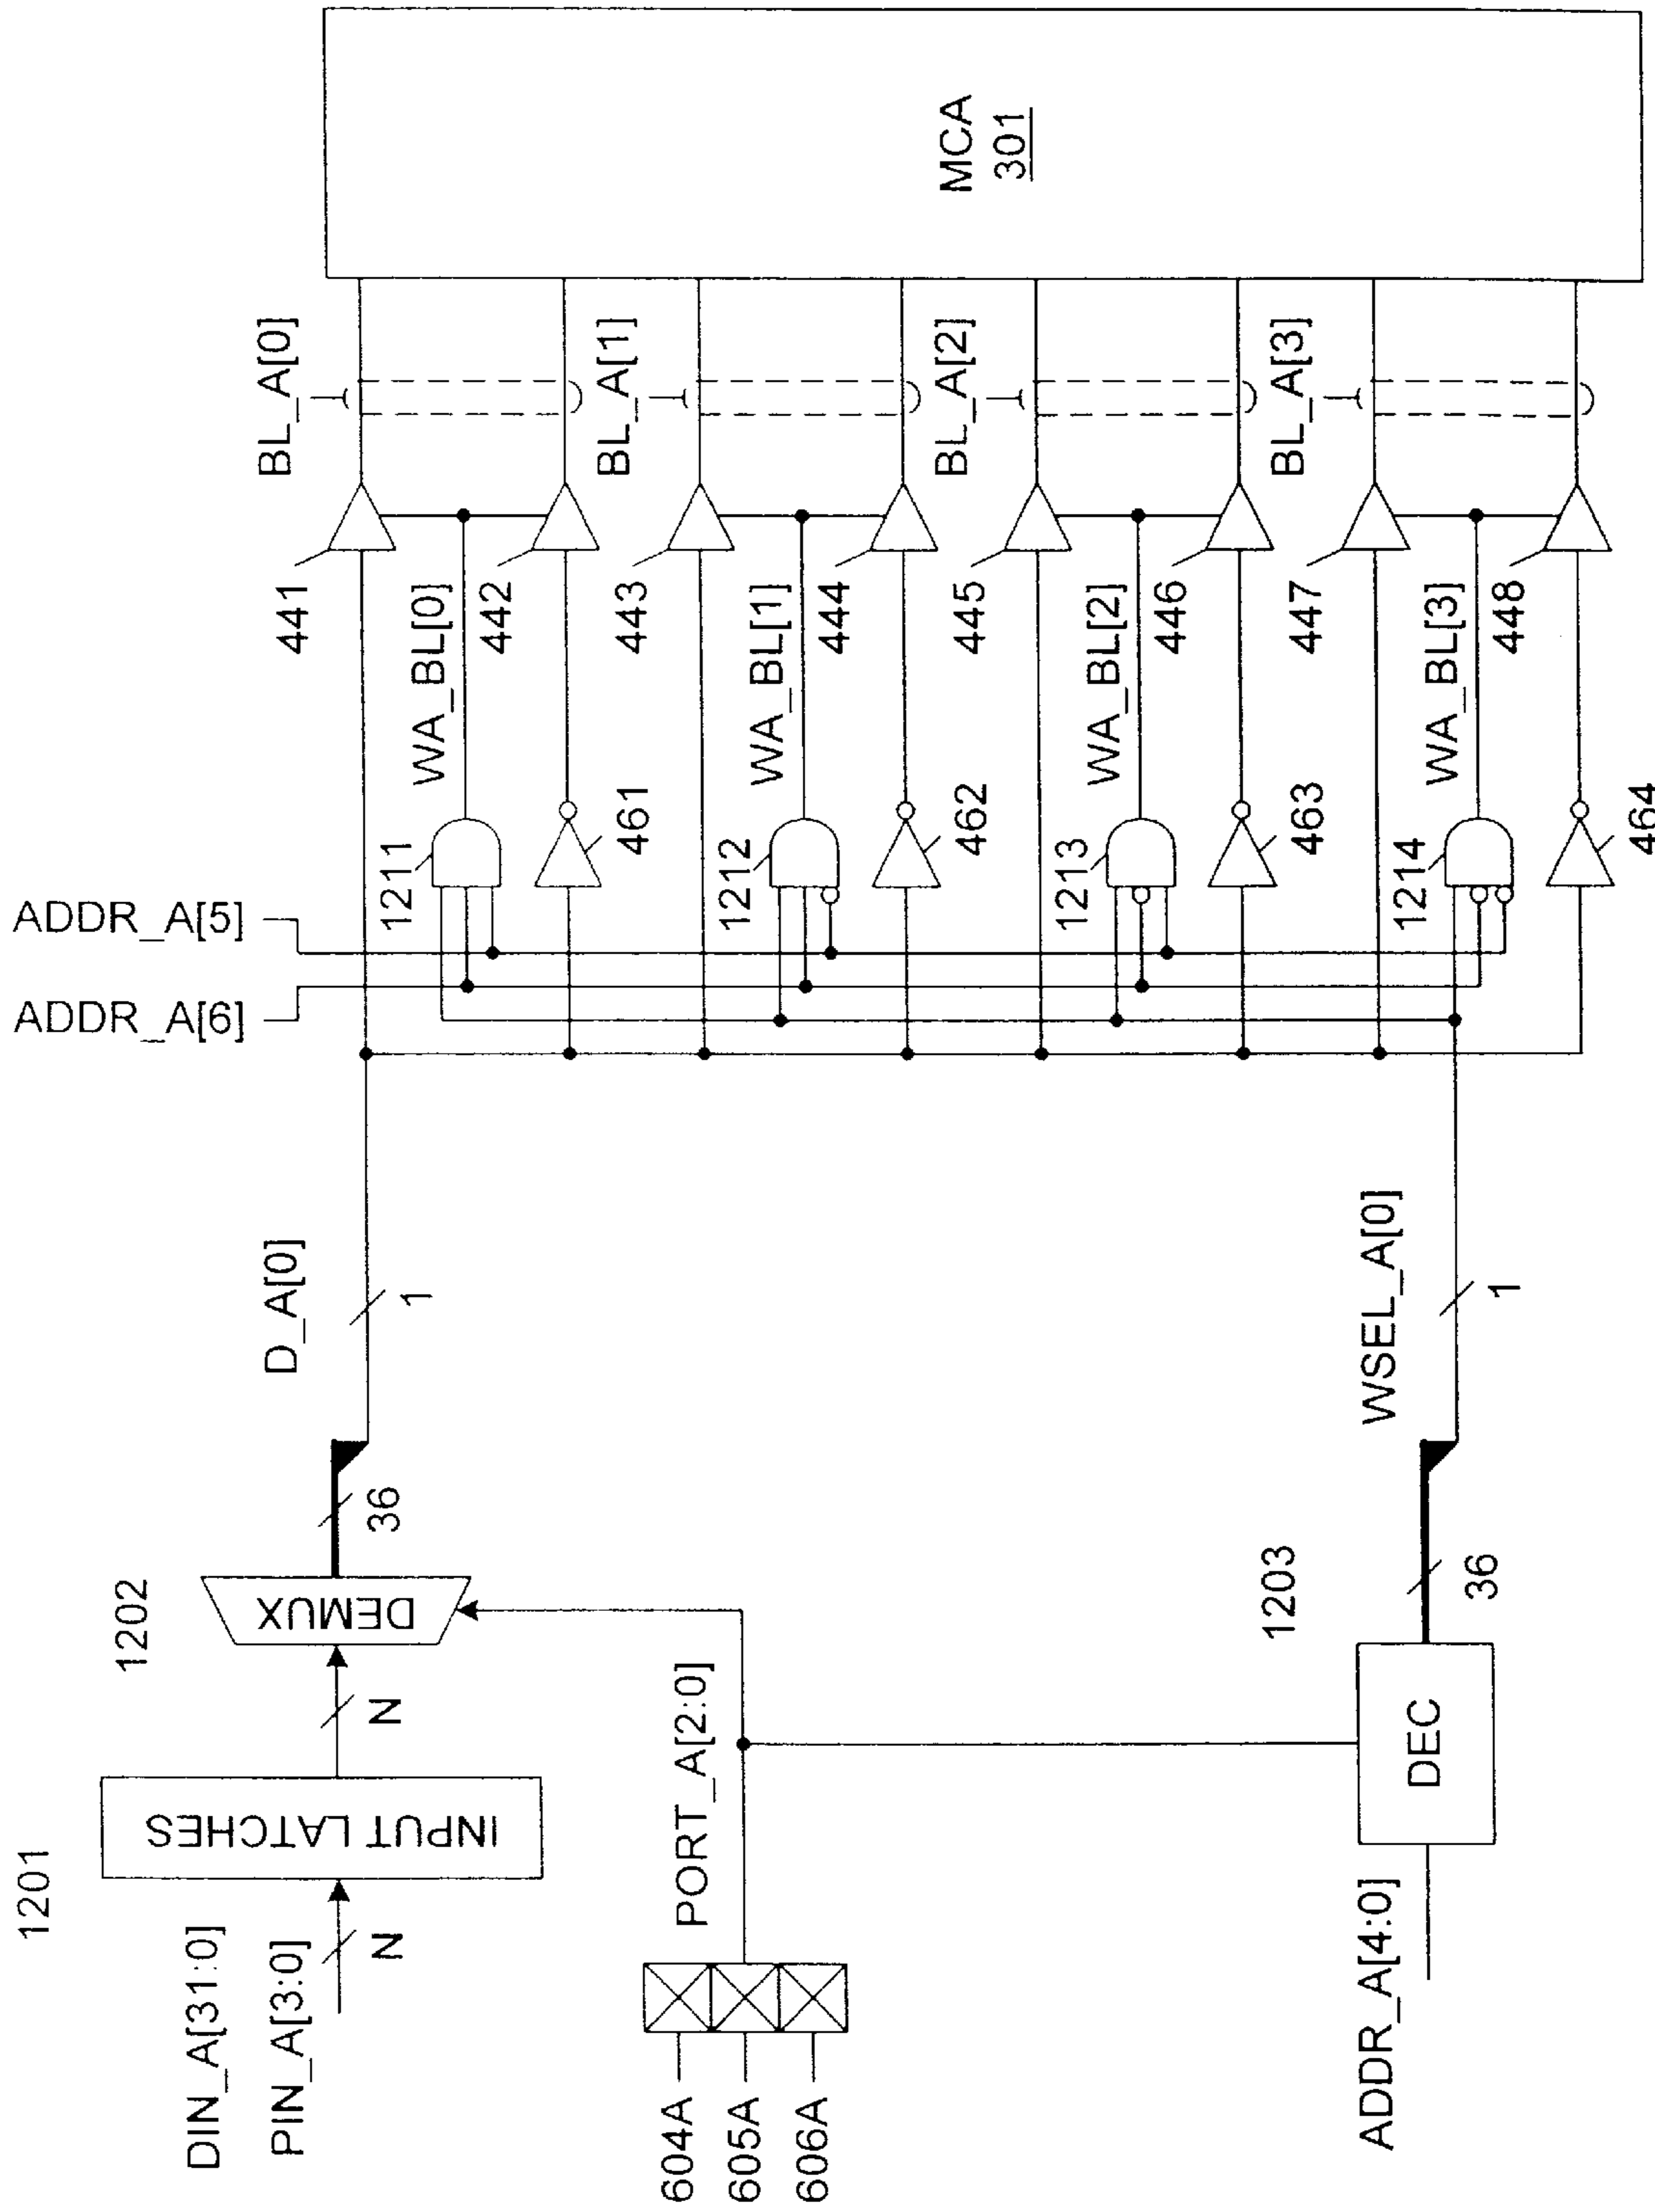 DIN_A[31:0]
PIN_A[3:0]
N
1201
INPUT LATCHES
N
1202
DEMUX
36
D_A[0]
1
604A
605A
606A
PORT_A[2:0]
ADDR_A[4:0]
DEC
1203
36
WSEL_A[0]
1
ADDR_A[6]
ADDR_A[5]
1211
WA_BL[0]
461
441
442
BL_A[0]
1212
WA_BL[1]
462
443
444
BL_A[1]
1213
WA_BL[2]
463
445
446
BL_A[2]
1214
WA_BL[3]
464
447
448
BL_A[3]
MCA
301